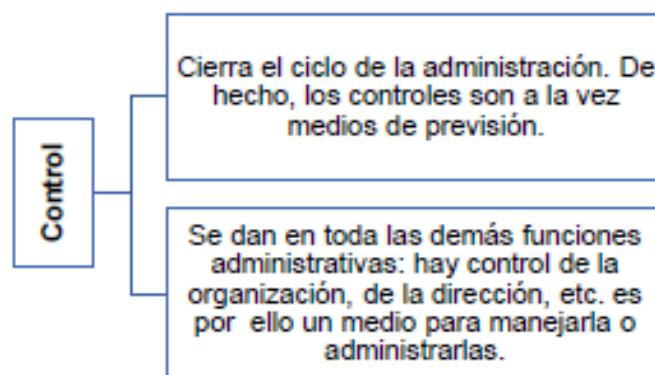 Control
Cierra el ciclo de la administración. De
hecho, los controles son a la vez
medios de previsión.
Se dan en toda las demás funciones
administrativas: hay control de la
organización, de la dirección, etc. es
por ello un medio para manejarla o
administrarlas.